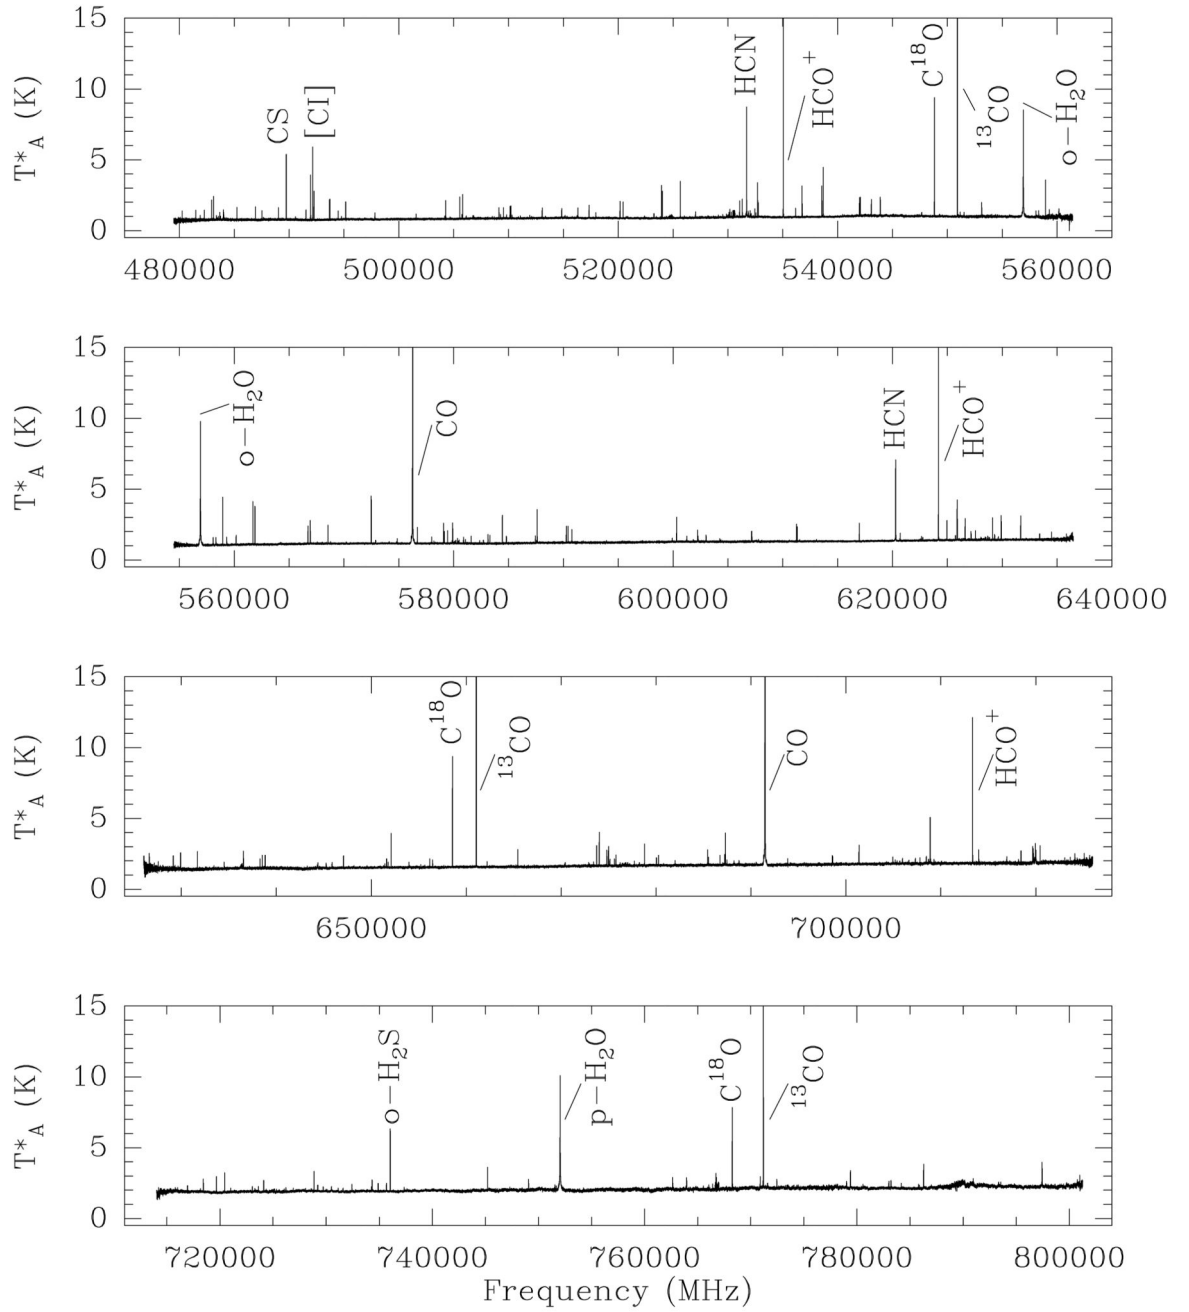 15
10
5
0
T*A (K)
CS
[CI]
HCN
HCO+
C18O
13CO
o−H2O
480000 500000 520000 540000 560000
15
10
5
0
T*A (K)
o−H2O
CO
HCN
HCO+
560000 580000 600000 620000 640000
15
10
5
0
T*A (K)
C18O
13CO
CO
HCO+
650000 700000
15
10
5
0
T*A (K)
o−H2S
p−H2O
C18O
13CO
720000 740000 760000 780000 800000
Frequency (MHz)